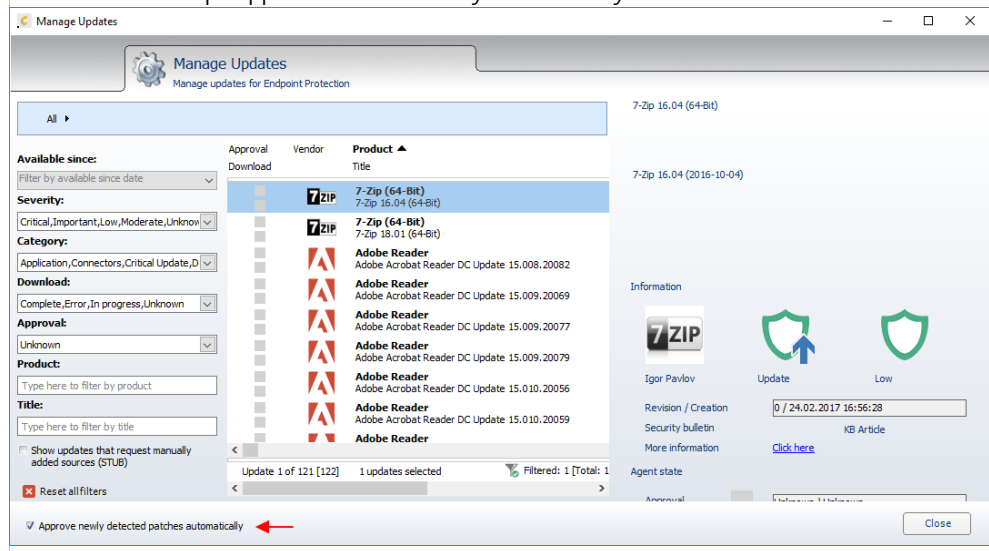 Manage Updates
Manage Updates
Manage updates for Endpoint Protection
All
Available since:
Filter by available since date
Severity:
Critical,Important,Low,Moderate,Unknov
Category:
Application,Connectors,Critical Update,D
Download:
Complete,Error,In progress,Unknown
Approval:
Unknown
Product:
Type here to filter by product
Title:
Type here to filter by title
Show updates that request manually
added sources (STUB)
Reset all filters
Approval Vendor Product
Download Title
7 ZIP
7-Zip (64-Bit)
7-Zip 16.04 (64-Bit)
7 ZIP
7-Zip (64-Bit)
7-Zip 18.01 (64-Bit)
Adobe Reader
Adobe Acrobat Reader DC Update 15.008.20082
Adobe Reader
Adobe Acrobat Reader DC Update 15.009.20069
Adobe Reader
Adobe Acrobat Reader DC Update 15.009.20077
Adobe Reader
Adobe Acrobat Reader DC Update 15.009.20079
Adobe Reader
Adobe Acrobat Reader DC Update 15.010.20056
Adobe Reader
Adobe Acrobat Reader DC Update 15.010.20059
Adobe Reader
Update 1 of 121 [122] 1 updates selected Filtered: 1 [Total: 1
7-Zip 16.04 (64-Bit)
7-Zip 16.04 (2016-10-04)
Information
7 ZIP
Igor Pavlov Update Low
Revision / Creation 0 / 24.02.2017 16:56:28
Security bulletin KB Article
More information Click here
Agent state
Approval Unknown / Unknown
Approve newly detected patches automatically
Close